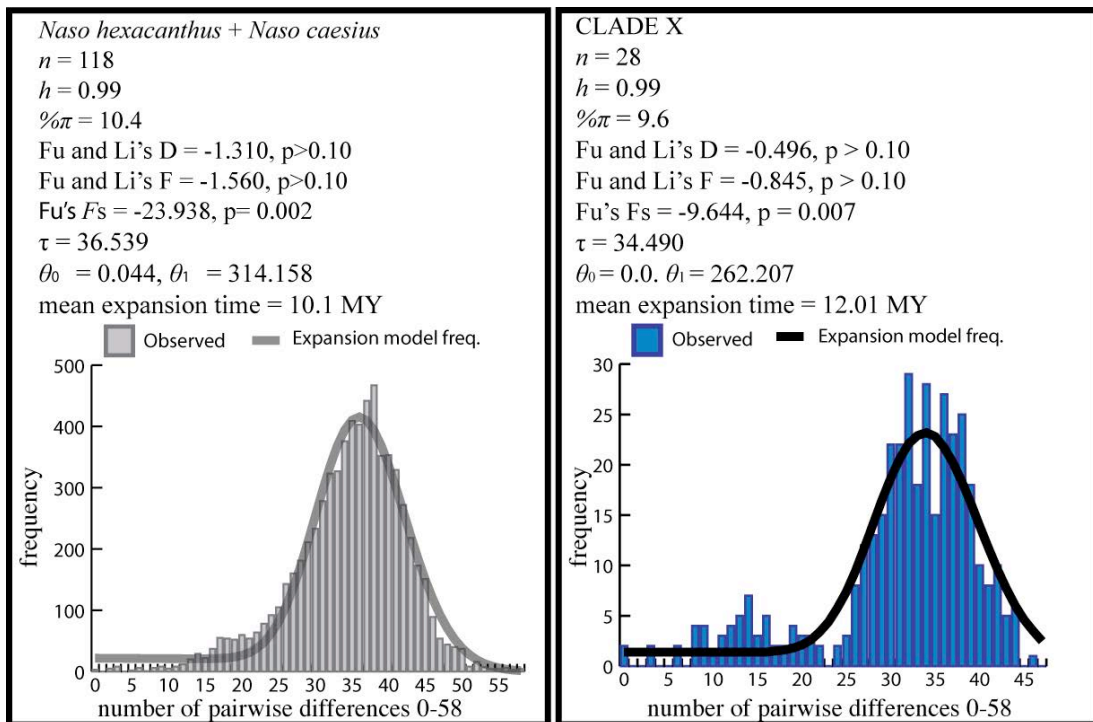 Naso hexacanthus + Naso caesius
n = 118
h = 0.99
%π = 10.4
Fu and Li's D = -1.310, p>0.10
Fu and Li's F = -1.560, p>0.10
Fu's Fs = -23.938, p= 0.002
τ = 36.539
θ0 = 0.044, θ1 = 314.158
mean expansion time = 10.1 MY
Observed Expansion model freq.
500
400
300
200
100
0
frequency
0 5 10 15 20 25 30 35 40 45 50 55
number of pairwise differences 0-58
CLADE X
n = 28
h = 0.99
%π = 9.6
Fu and Li's D = -0.496, p > 0.10
Fu and Li's F = -0.845, p > 0.10
Fu's Fs = -9.644, p = 0.007
τ = 34.490
θ0 = 0.0. θ1 = 262.207
mean expansion time = 12.01 MY
Observed Expansion model freq.
30
25
20
15
10
5
0
frequency
0 5 10 15 20 25 30 35 40 45
number of pairwise differences 0-58